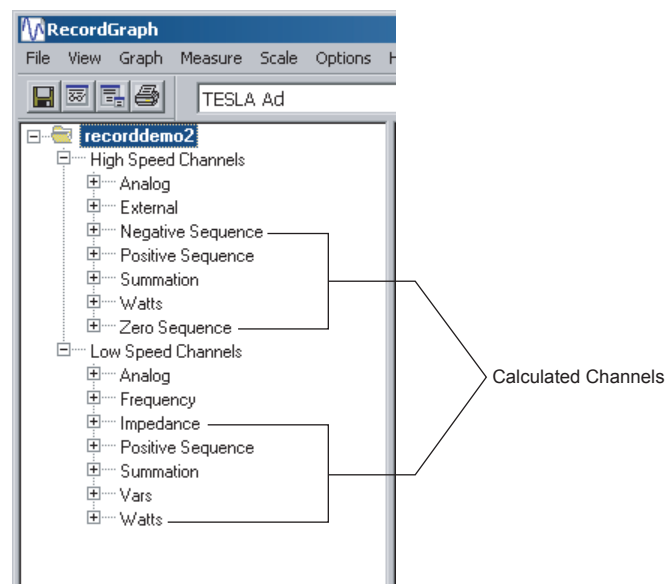 RecordGraph
File View Graph Measure Scale Options H
TESLA Ad
recorddemo2
High Speed Channels
Analog
External
Negative Sequence
Positive Sequence
Summation
Watts
Zero Sequence
Low Speed Channels
Analog
Frequency
Impedance
Positive Sequence
Summation
Vars
Watts
Calculated Channels